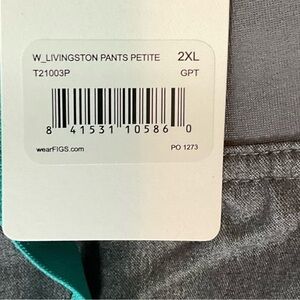 W_LIVINGSTON PANTS PETITE 2XL
T21003P GPT
8 41531 10586 0
wearFIGS.com PO 1273